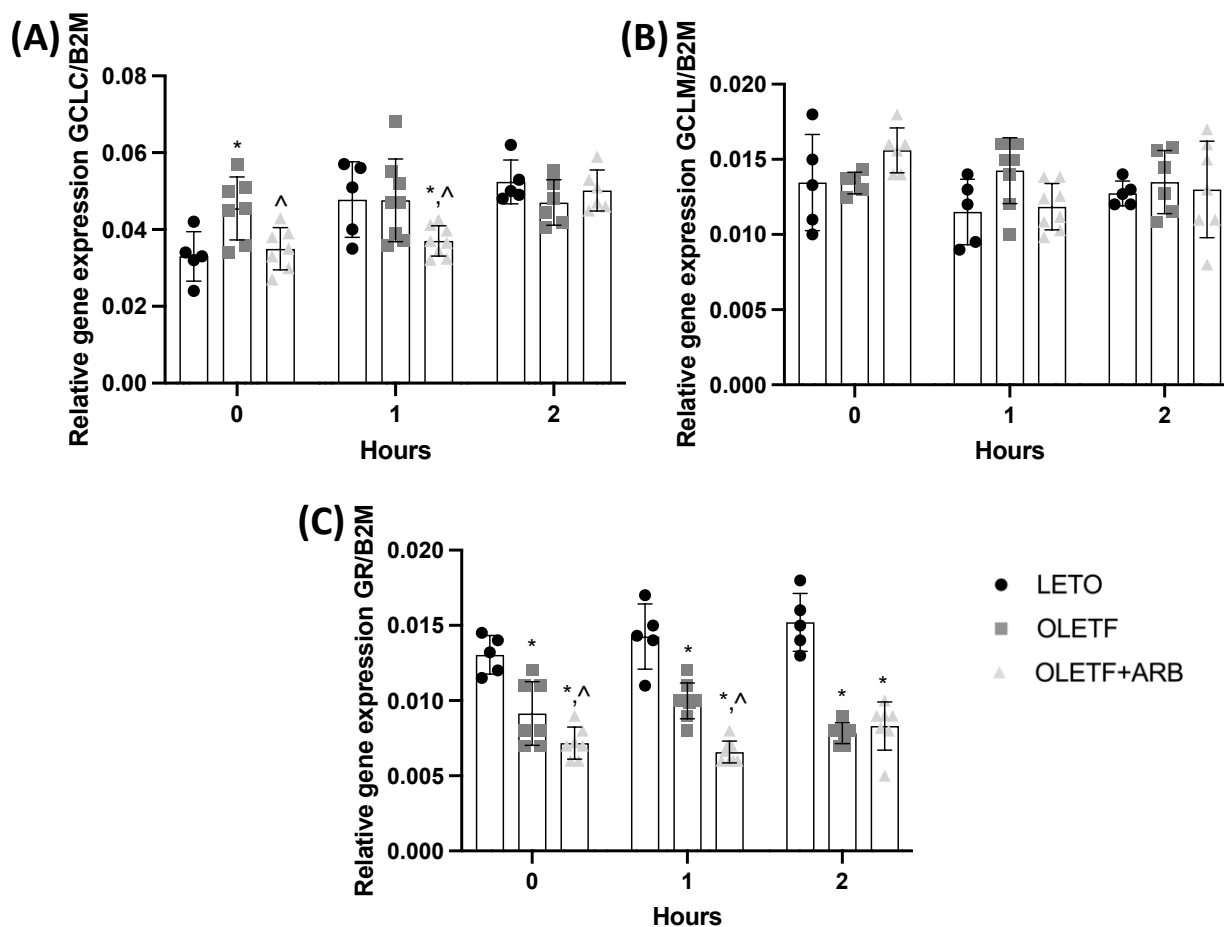 (A)
Relative gene expression GCLC/B2M
0.08
0.06
0.04
0.02
0.00
*
^
*,^
0 1 2
Hours
(B)
Relative gene expression GCLM/B2M
0.020
0.015
0.010
0.005
0.000
0 1 2
Hours
(C)
Relative gene expression GR/B2M
0.020
0.015
0.010
0.005
0.000
*
*,^
*
*,^
*
*
0 1 2
Hours
LETO
OLETF
OLETF+ARB